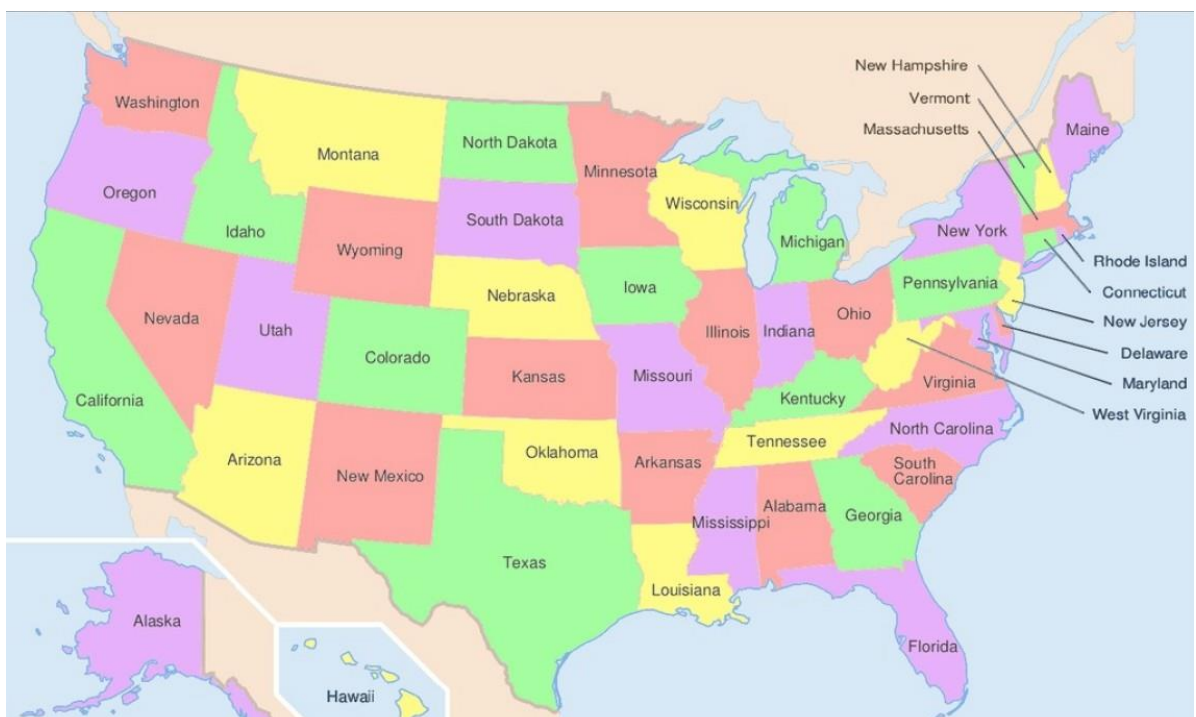 New Hampshire
Vermont
Massachusetts
Maine
Washington
Montana
North Dakota
Minnesota
Oregon
Idaho
Wyoming
South Dakota
Wisconsin
Michigan
New York
Rhode Island
Connecticut
New Jersey
Delaware
Maryland
West Virginia
Nevada
Utah
Colorado
Nebraska
Iowa
Illinois
Indiana
Ohio
Pennsylvania
California
Kansas
Missouri
Kentucky
Virginia
Arizona
New Mexico
Oklahoma
Arkansas
Tennessee
North Carolina
South
Carolina
Texas
Louisiana
Mississippi
Alabama
Georgia
Florida
Alaska
Hawaii